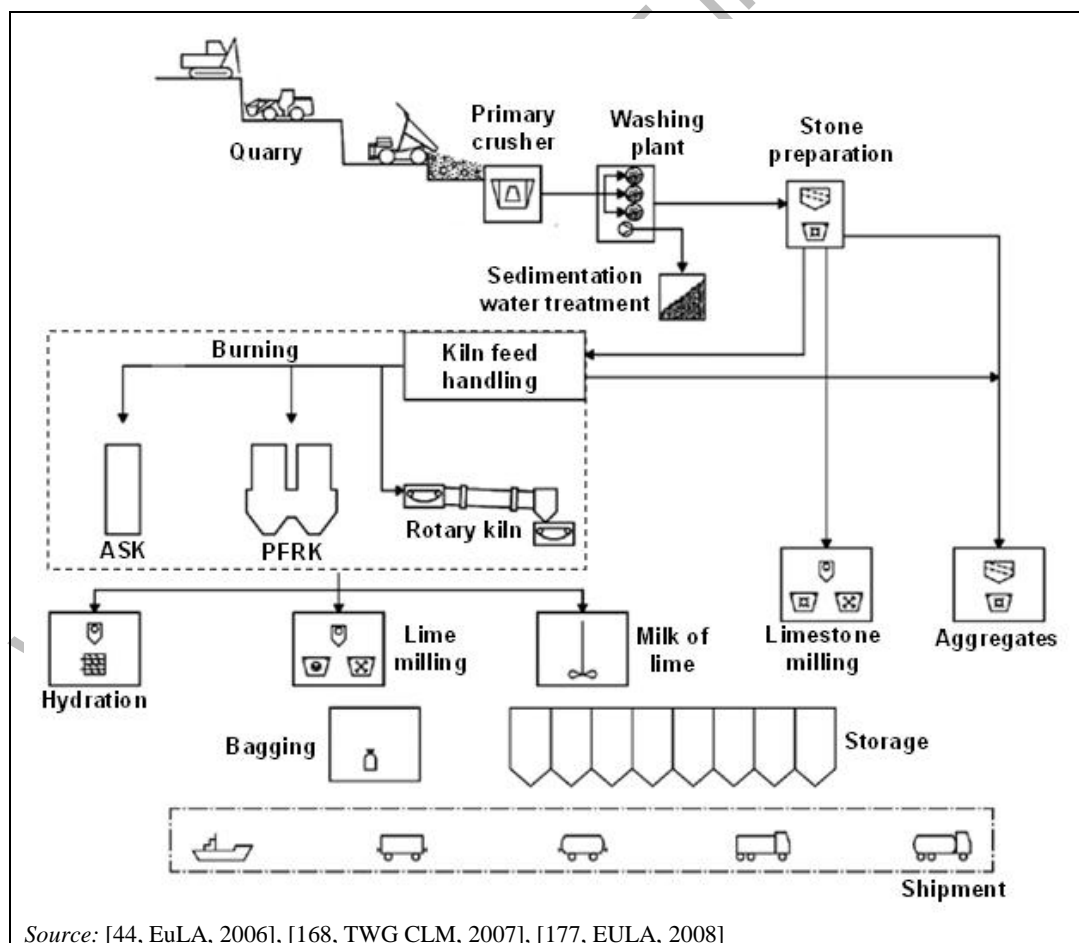 Quarry
Primary
crusher
Washing
plant
Stone
preparation
Sedimentation
water treatment
Burning
Kiln feed
handling
ASK
PFRK
Rotary kiln
Hydration
Lime
milling
Milk of
lime
Limestone
milling
Aggregates
Bagging
Storage
Shipment
Source: [44, EuLA, 2006], [168, TWG CLM, 2007], [177, EULA, 2008]